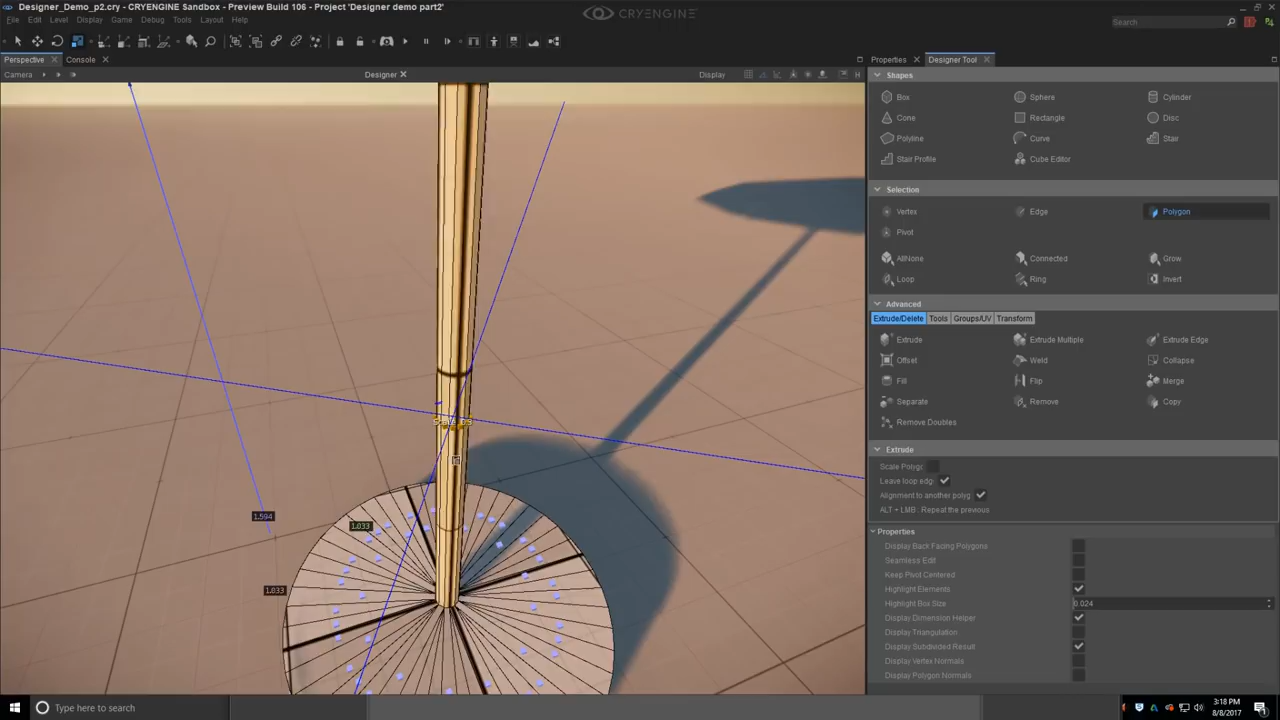 Designer_Demo_p2.cry - CRYENGINE Sandbox - Preview Build 106 - Project 'Designer demo part2'
CRYENGINE
File Edit Level Display Game Debug Tools Layout Help
Search
Perspective Console
Properties Designer Tool
Camera
Designer
Display
Shapes
Box Sphere Cylinder
Cone Rectangle Disc
Polyline Curve Stair
Stair Profile Cube Editor
Selection
Vertex Edge Polygon
Pivot
AllNone Connected Grow
Loop Ring Invert
Advanced
Extrude/Delete Tools Groups/UV Transform
Extrude Extrude Multiple Extrude Edge
Offset Weld Collapse
Fill Flip Merge
Separate Remove Copy
Remove Doubles
Extrude
Scale Polygo
Leave loop edg
Alignment to another polyg
ALT + LMB : Repeat the previous
Properties
Display Back Facing Polygons
Seamless Edit
Keep Pivot Centered
Highlight Elements
Highlight Box Size 0.024
Display Dimension Helper
Display Triangulation
Display Subdivided Result
Display Vertex Normals
Display Polygon Normals
1.594
1.033
1.033
Type here to search
3:18 PM
8/8/2017